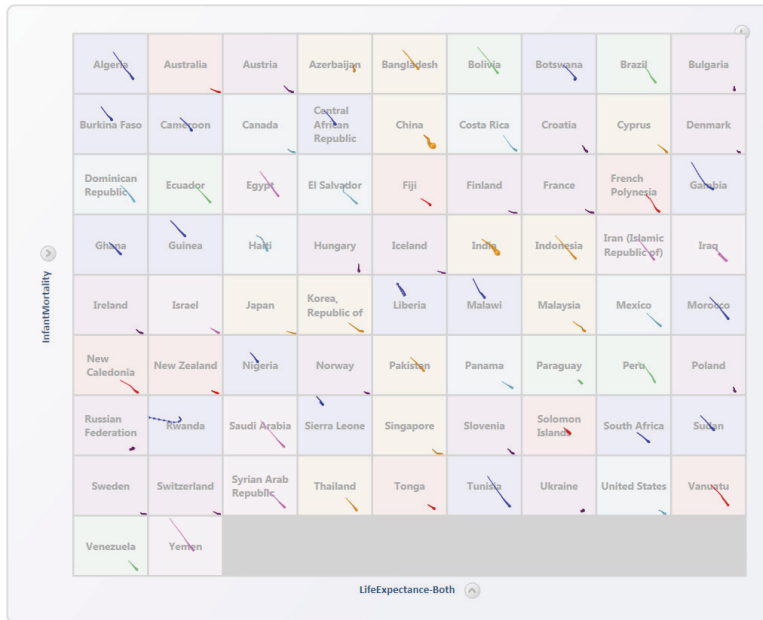 Algeria
Australia
Austria
Azerbaijan
Bangladesh
Bolivia
Botswana
Brazil
Bulgaria
Burkina Faso
Cameroon
Canada
Central
African
Republic
China
Costa Rica
Croatia
Cyprus
Denmark
Dominican
Republic
Ecuador
Egypt
El Salvador
Fiji
Finland
France
French
Polynesia
Gambia
Ghana
Guinea
Haiti
Hungary
Iceland
India
Indonesia
Iran (Islamic
Republic of)
Iraq
Ireland
Israel
Japan
Korea,
Republic of
Liberia
Malawi
Malaysia
Mexico
Morocco
New
Caledonia
New Zealand
Nigeria
Norway
Pakistan
Panama
Paraguay
Peru
Poland
Russian
Federation
Rwanda
Saudi Arabia
Sierra Leone
Singapore
Slovenia
Solomon
Islands
South Africa
Sudan
Sweden
Switzerland
Syrian Arab
Republic
Thailand
Tonga
Tunisia
Ukraine
United States
Vanuatu
Venezuela
Yemen
InfantMortality
LifeExpectance-Both